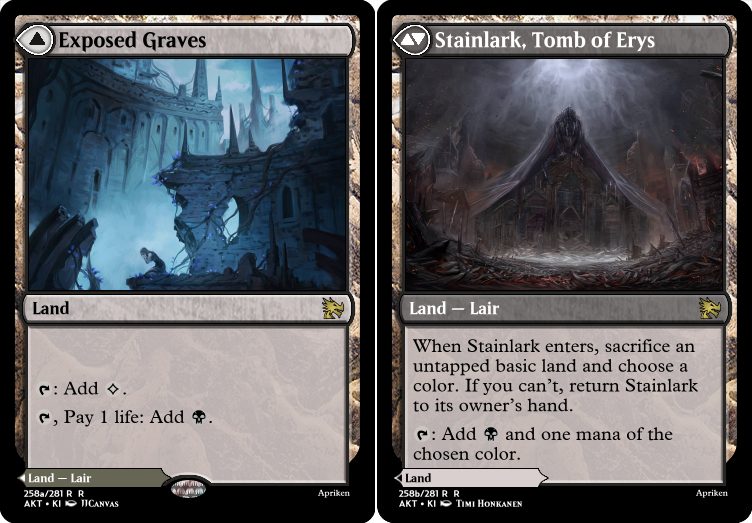 Exposed Graves
Land
: Add .
, Pay 1 life: Add .
Land — Lair
258a/281 R R
AKT • KI JJCanvas
Apriken
Stainlark, Tomb of Erys
Land — Lair
When Stainlark enters, sacrifice an
untapped basic land and choose a
color. If you can't, return Stainlark
to its owner's hand.
: Add and one mana of the
chosen color.
Land
258b/281 R R
AKT • KI Timi Honkanen
Apriken